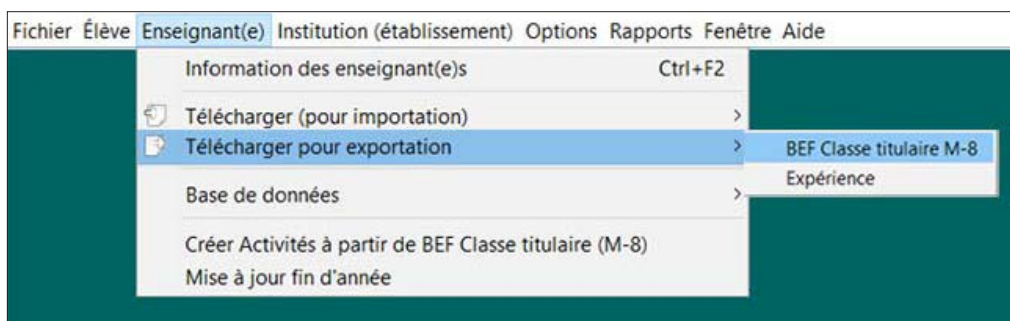 Fichier Élève Enseignant(e) Institution (établissement) Options Rapports Fenêtre Aide
Information des enseignant(e)s Ctrl+F2
Télécharger (pour importation) >
Télécharger pour exportation >
BEF Classe titulaire M-8
Expérience
Base de données >
Créer Activités à partir de BEF Classe titulaire (M-8)
Mise à jour fin d'année